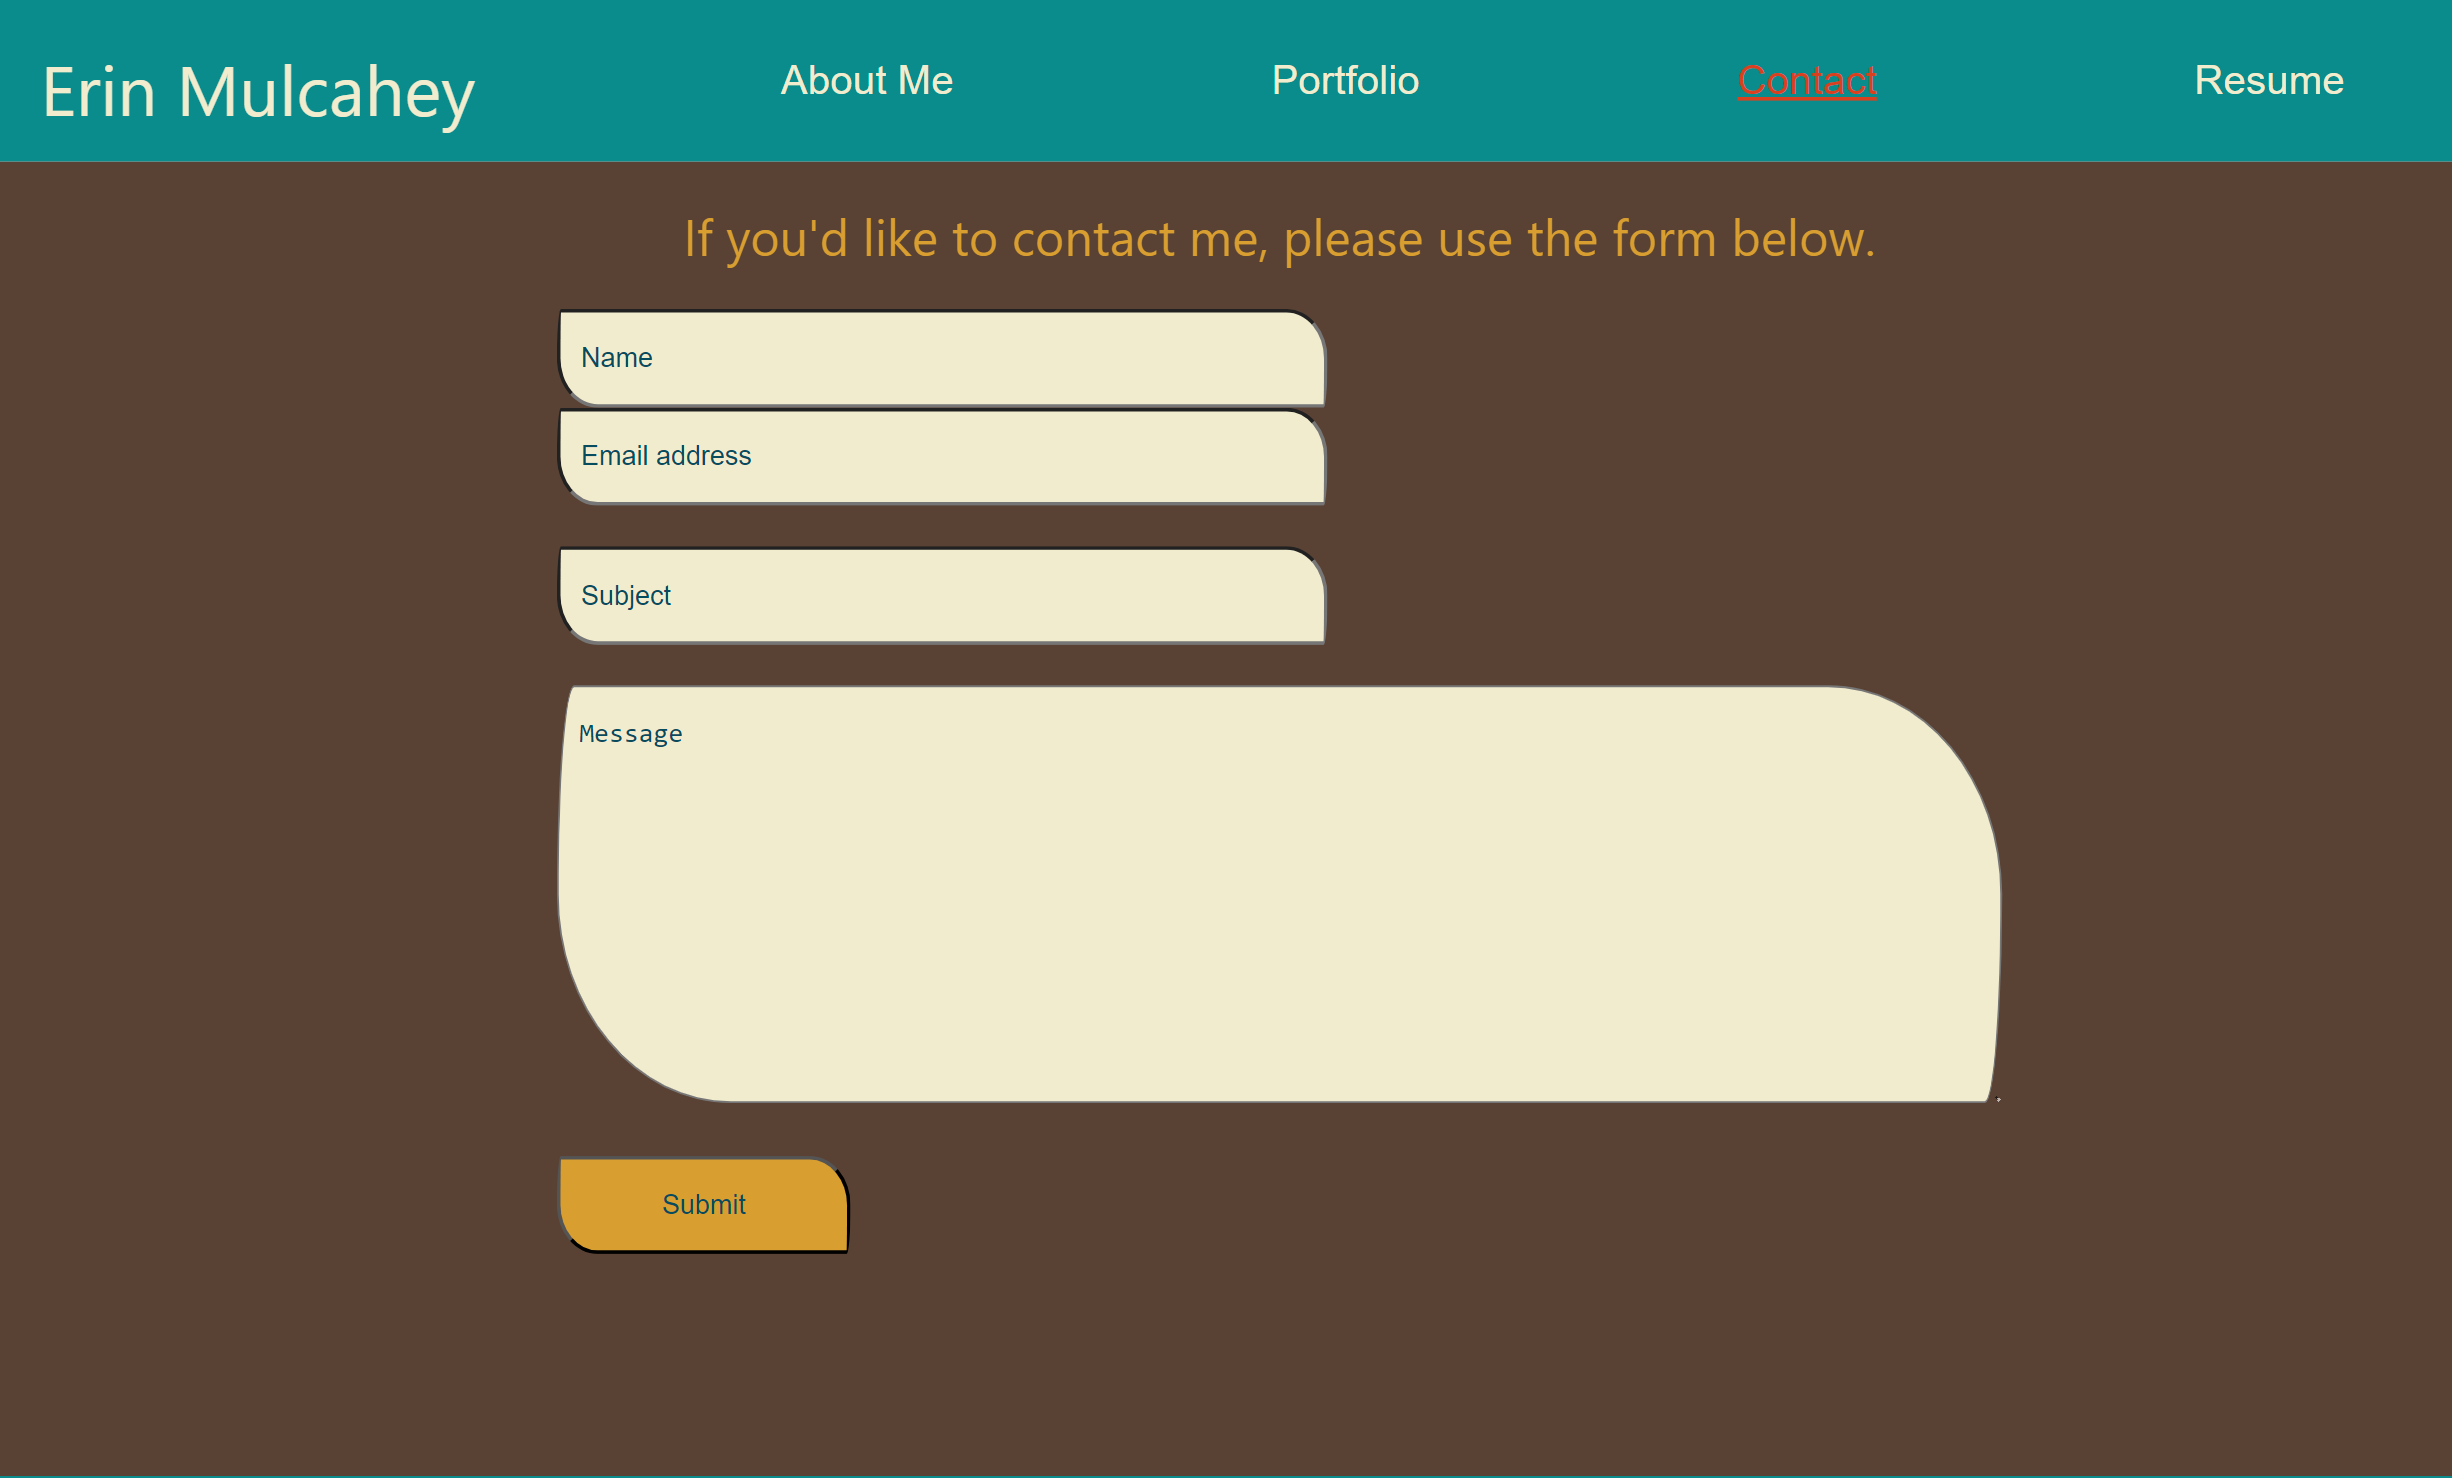 Erin Mulcahey
About Me
Portfolio
Contact
Resume
If you'd like to contact me, please use the form below.
Name
Email address
Subject
Message
Submit